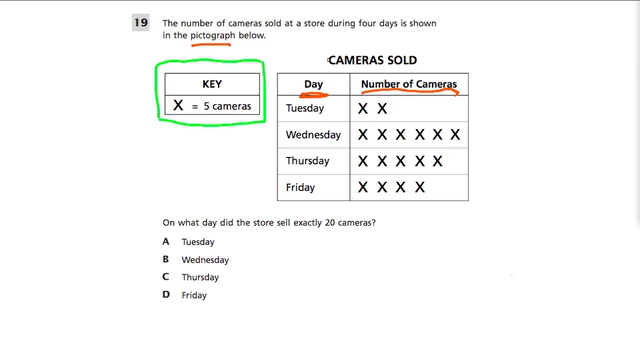 19 The number of cameras sold at a store during four days is shown
in the pictograph below.
CAMERAS SOLD
KEY
X = 5 cameras
Day Number of Cameras
Tuesday X X
Wednesday X X X X X X
Thursday X X X X X
Friday X X X X
On what day did the store sell exactly 20 cameras?
A Tuesday
B Wednesday
C Thursday
D Friday